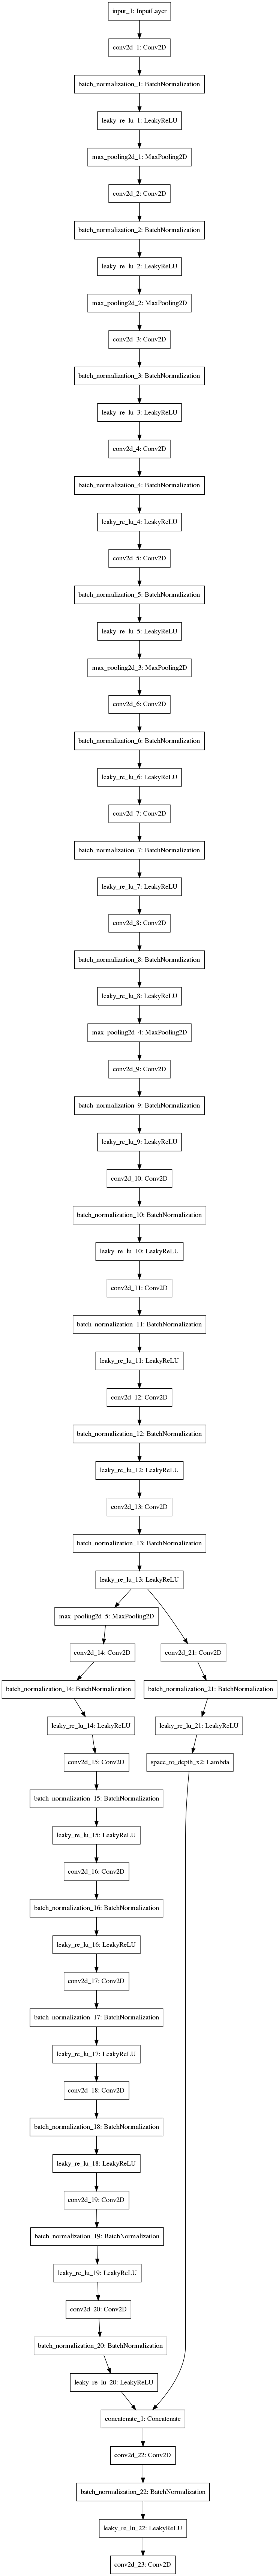 input_1: InputLayer
conv2d_1: Conv2D
batch_normalization_1: BatchNormalization
leaky_re_lu_1: LeakyReLU
max_pooling2d_1: MaxPooling2D
conv2d_2: Conv2D
batch_normalization_2: BatchNormalization
leaky_re_lu_2: LeakyReLU
max_pooling2d_2: MaxPooling2D
conv2d_3: Conv2D
batch_normalization_3: BatchNormalization
leaky_re_lu_3: LeakyReLU
conv2d_4: Conv2D
batch_normalization_4: BatchNormalization
leaky_re_lu_4: LeakyReLU
conv2d_5: Conv2D
batch_normalization_5: BatchNormalization
leaky_re_lu_5: LeakyReLU
max_pooling2d_3: MaxPooling2D
conv2d_6: Conv2D
batch_normalization_6: BatchNormalization
leaky_re_lu_6: LeakyReLU
conv2d_7: Conv2D
batch_normalization_7: BatchNormalization
leaky_re_lu_7: LeakyReLU
conv2d_8: Conv2D
batch_normalization_8: BatchNormalization
leaky_re_lu_8: LeakyReLU
max_pooling2d_4: MaxPooling2D
conv2d_9: Conv2D
batch_normalization_9: BatchNormalization
leaky_re_lu_9: LeakyReLU
conv2d_10: Conv2D
batch_normalization_10: BatchNormalization
leaky_re_lu_10: LeakyReLU
conv2d_11: Conv2D
batch_normalization_11: BatchNormalization
leaky_re_lu_11: LeakyReLU
conv2d_12: Conv2D
batch_normalization_12: BatchNormalization
leaky_re_lu_12: LeakyReLU
conv2d_13: Conv2D
batch_normalization_13: BatchNormalization
leaky_re_lu_13: LeakyReLU
max_pooling2d_5: MaxPooling2D
conv2d_14: Conv2D
conv2d_21: Conv2D
batch_normalization_14: BatchNormalization
batch_normalization_21: BatchNormalization
leaky_re_lu_14: LeakyReLU
leaky_re_lu_21: LeakyReLU
conv2d_15: Conv2D
space_to_depth_x2: Lambda
batch_normalization_15: BatchNormalization
leaky_re_lu_15: LeakyReLU
conv2d_16: Conv2D
batch_normalization_16: BatchNormalization
leaky_re_lu_16: LeakyReLU
conv2d_17: Conv2D
batch_normalization_17: BatchNormalization
leaky_re_lu_17: LeakyReLU
conv2d_18: Conv2D
batch_normalization_18: BatchNormalization
leaky_re_lu_18: LeakyReLU
conv2d_19: Conv2D
batch_normalization_19: BatchNormalization
leaky_re_lu_19: LeakyReLU
conv2d_20: Conv2D
batch_normalization_20: BatchNormalization
leaky_re_lu_20: LeakyReLU
concatenate_1: Concatenate
conv2d_22: Conv2D
batch_normalization_22: BatchNormalization
leaky_re_lu_22: LeakyReLU
conv2d_23: Conv2D